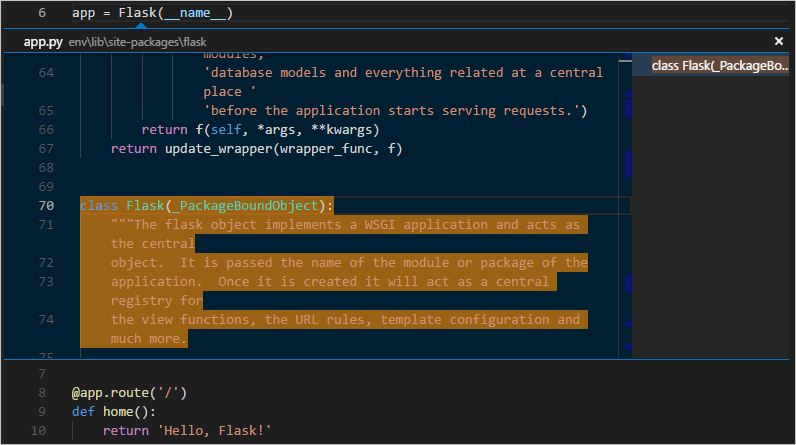 6 app = Flask(__name__)
app.py env\lib\site-packages\flask ×
modules,
64 'database models and everything related at a central
place '
65 'before the application starts serving requests.')
66 return f(self, *args, **kwargs)
67 return update_wrapper(wrapper_func, f)
68
69
70 class Flask(_PackageBoundObject):
71 """The flask object implements a WSGI application and acts as
the central
72 object.  It is passed the name of the module or package of the
73 application.  Once it is created it will act as a central
registry for
74 the view functions, the URL rules, template configuration and
much more.
75
class Flask(_PackageBo...
7
8 @app.route('/')
9 def home():
10 return 'Hello, Flask!'